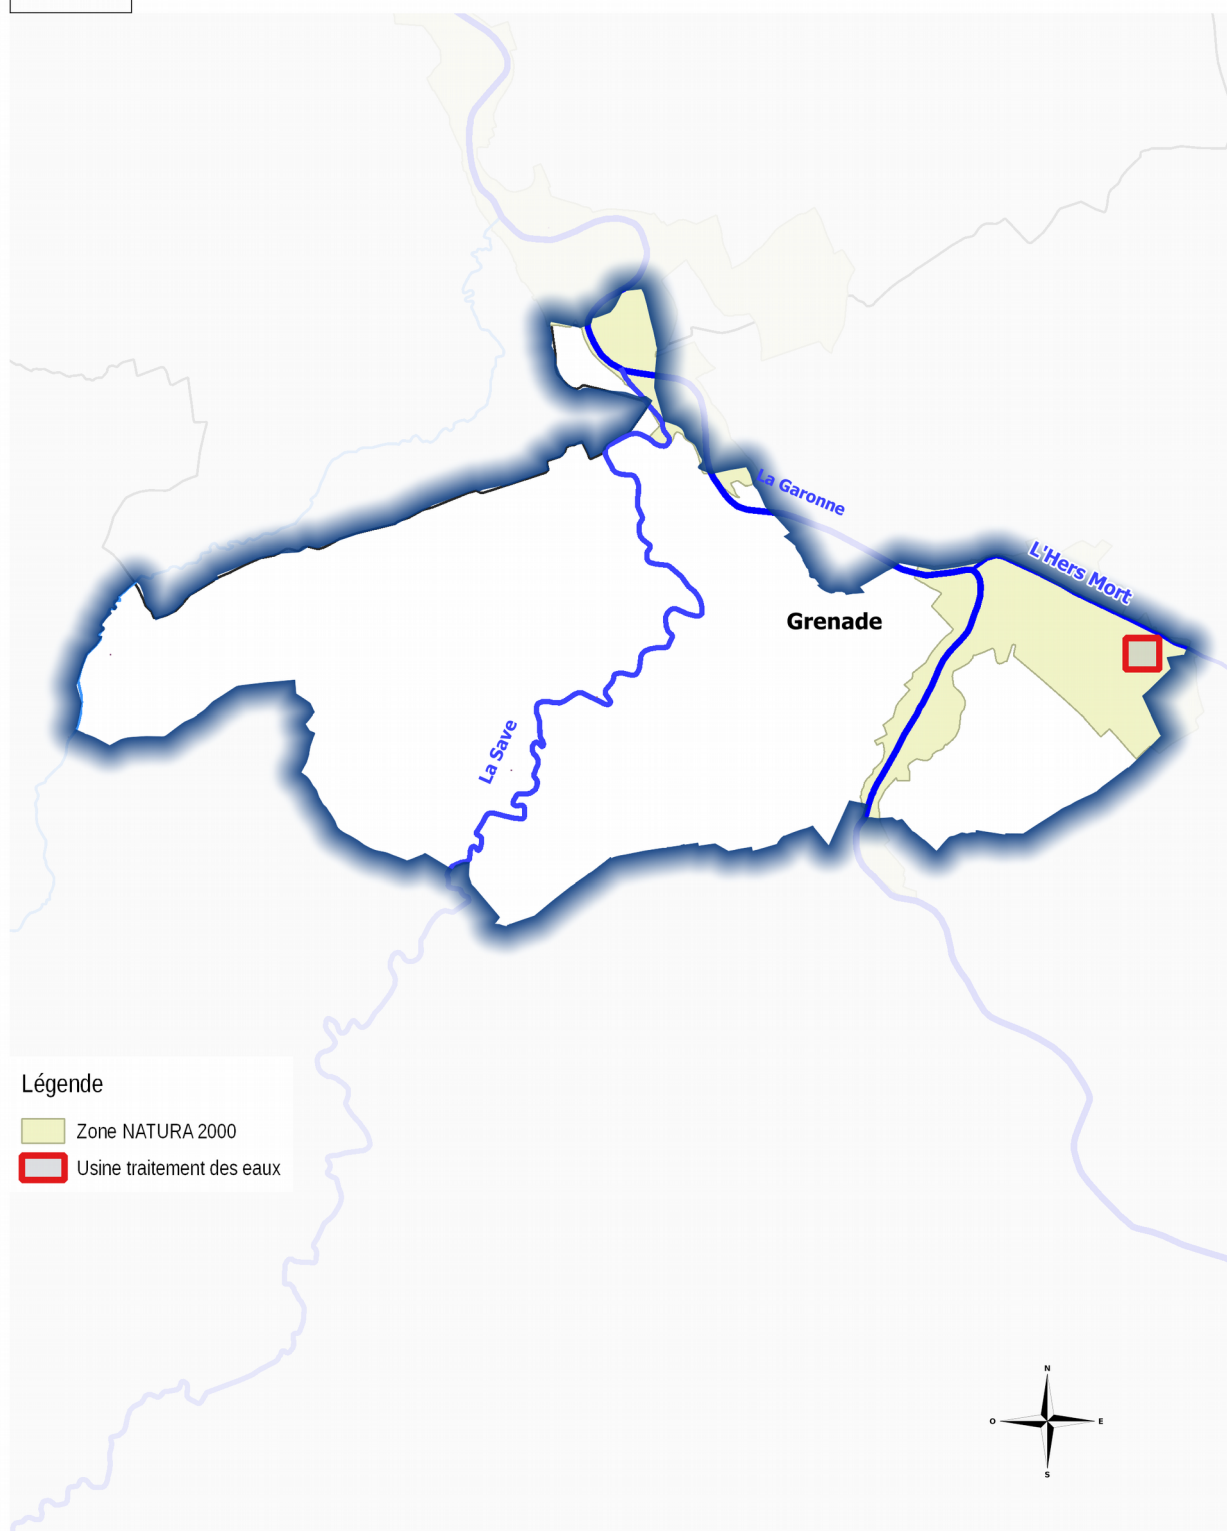 La Garonne
L'Hers Mort
Grenade
La Save
Légende
Zone NATURA 2000
Usine traitement des eaux
N
O
E
S